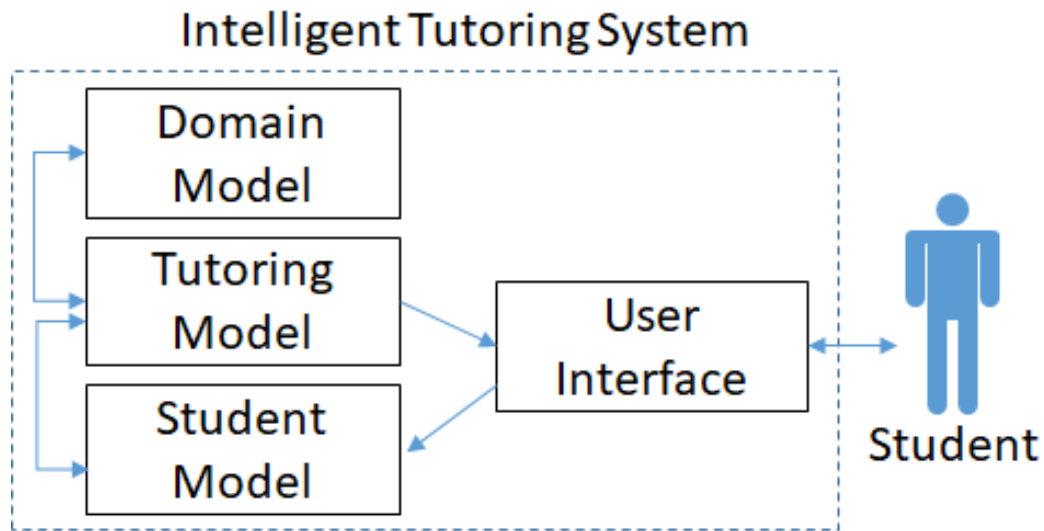 Intelligent Tutoring System
Domain
Model
Tutoring
Model
Student
Model
User
Interface
Student